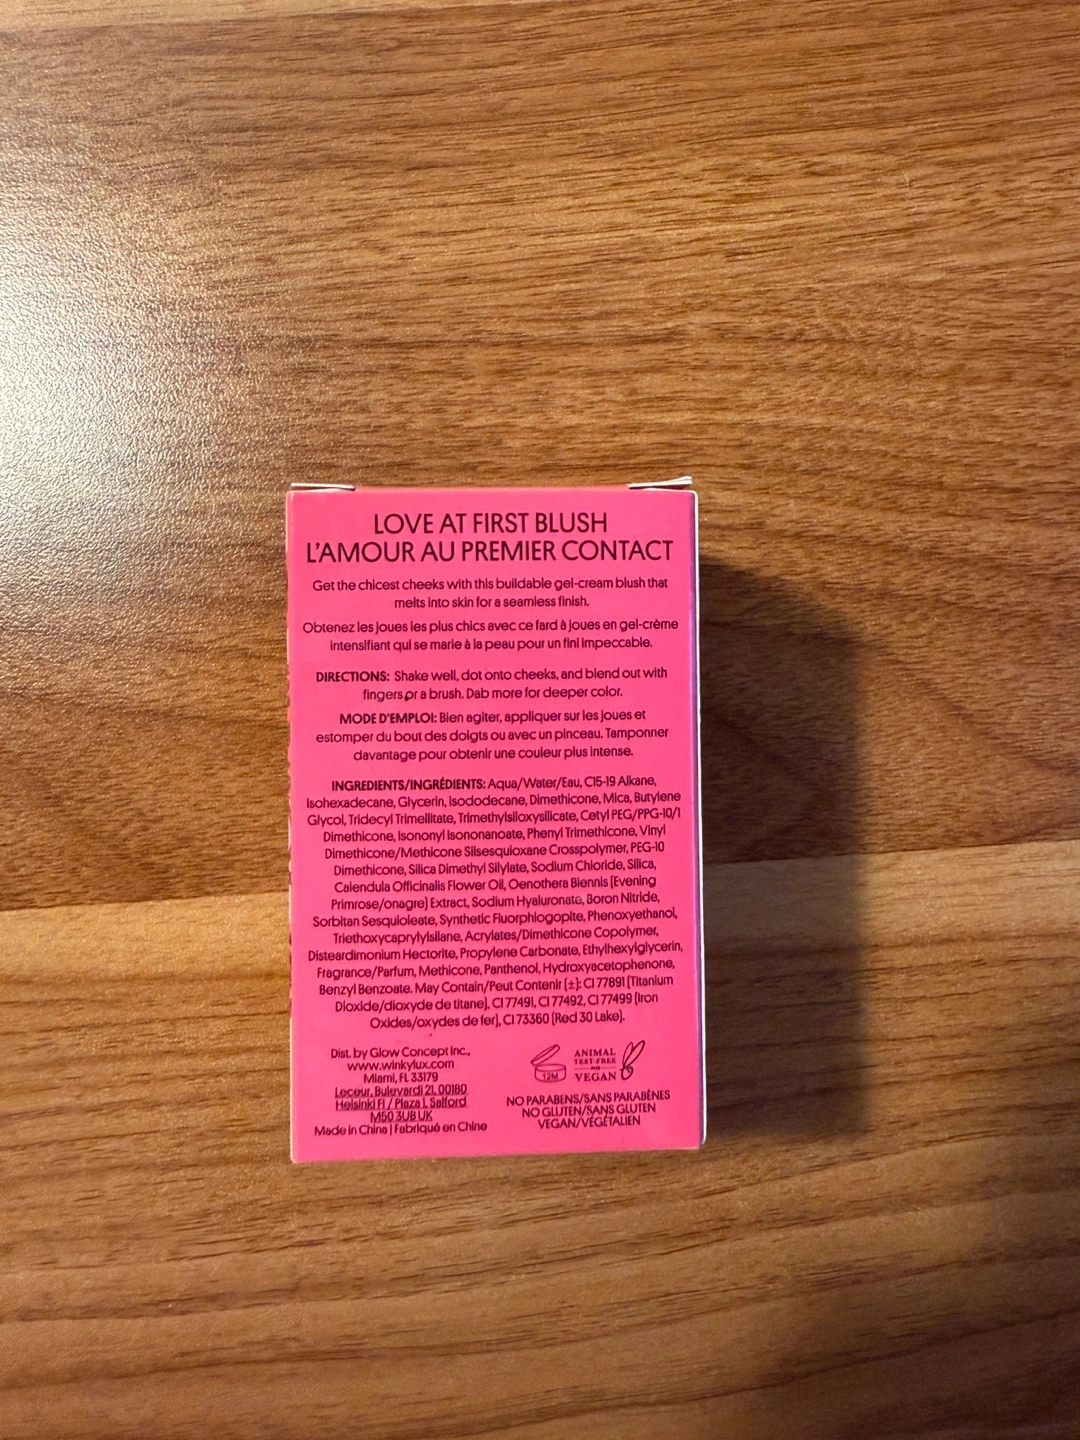 LOVE AT FIRST BLUSH
L'AMOUR AU PREMIER CONTACT
Get the chicest cheeks with this buildable gel-cream blush that
melts into skin for a seamless finish.
Obtenez les joues les plus chics avec ce fard à joues en gel-crème
intensifiant qui se marie à la peau pour un fini impeccable.
DIRECTIONS: Shake well, dot onto cheeks, and blend out with
fingers or a brush. Dab more for deeper color.
MODE D'EMPLOI: Bien agiter, appliquer sur les joues et
estomper du bout des doigts ou avec un pinceau. Tamponner
davantage pour obtenir une couleur plus intense.
INGREDIENTS/INGRÉDIENTS: Aqua/Water/Eau, C15-19 Alkane,
Isohexadecane, Glycerin, Isododecane, Dimethicone, Mica, Butylene
Glycol, Tridecyl Trimellitate, Trimethylsiloxysilicate, Cetyl PEG/PPG-10/1
Dimethicone, Isononyl Isononanoate, Phenyl Trimethicone, Vinyl
Dimethicone/Methicone Silsesquioxane Crosspolymer, PEG-10
Dimethicone, Silica Dimethyl Silylate, Sodium Chloride, Silica,
Calendula Officinalis Flower Oil, Oenothera Biennis (Evening
Primrose/onagre) Extract, Sodium Hyaluronate, Boron Nitride,
Sorbitan Sesquioleate, Synthetic Fluorphlogopite, Phenoxyethanol,
Triethoxycaprylylsilane, Acrylates/Dimethicone Copolymer,
Disteardimonium Hectorite, Propylene Carbonate, Ethylhexylglycerin,
Fragrance/Parfum, Methicone, Panthenol, Hydroxyacetophenone,
Benzyl Benzoate. May Contain/Peut Contenir (±): CI 77891 (Titanium
Dioxide/dioxyde de titane), CI 77491, CI 77492, CI 77499 (Iron
Oxides/oxydes de fer), CI 73360 (Red 30 Lake).
Dist. by Glow Concept Inc.,
www.winkylux.com
Miami, FL 33179
Leceur, Bulevardi 21, 00180
Helsinki FI / Plaza 1, Salford
M50 3UB UK
Made in China | Fabriqué en Chine
12M
ANIMAL
TEST-FREE
VEGAN
NO PARABENS/SANS PARABÈNES
NO GLUTEN/SANS GLUTEN
VEGAN/VÉGÉTALIEN